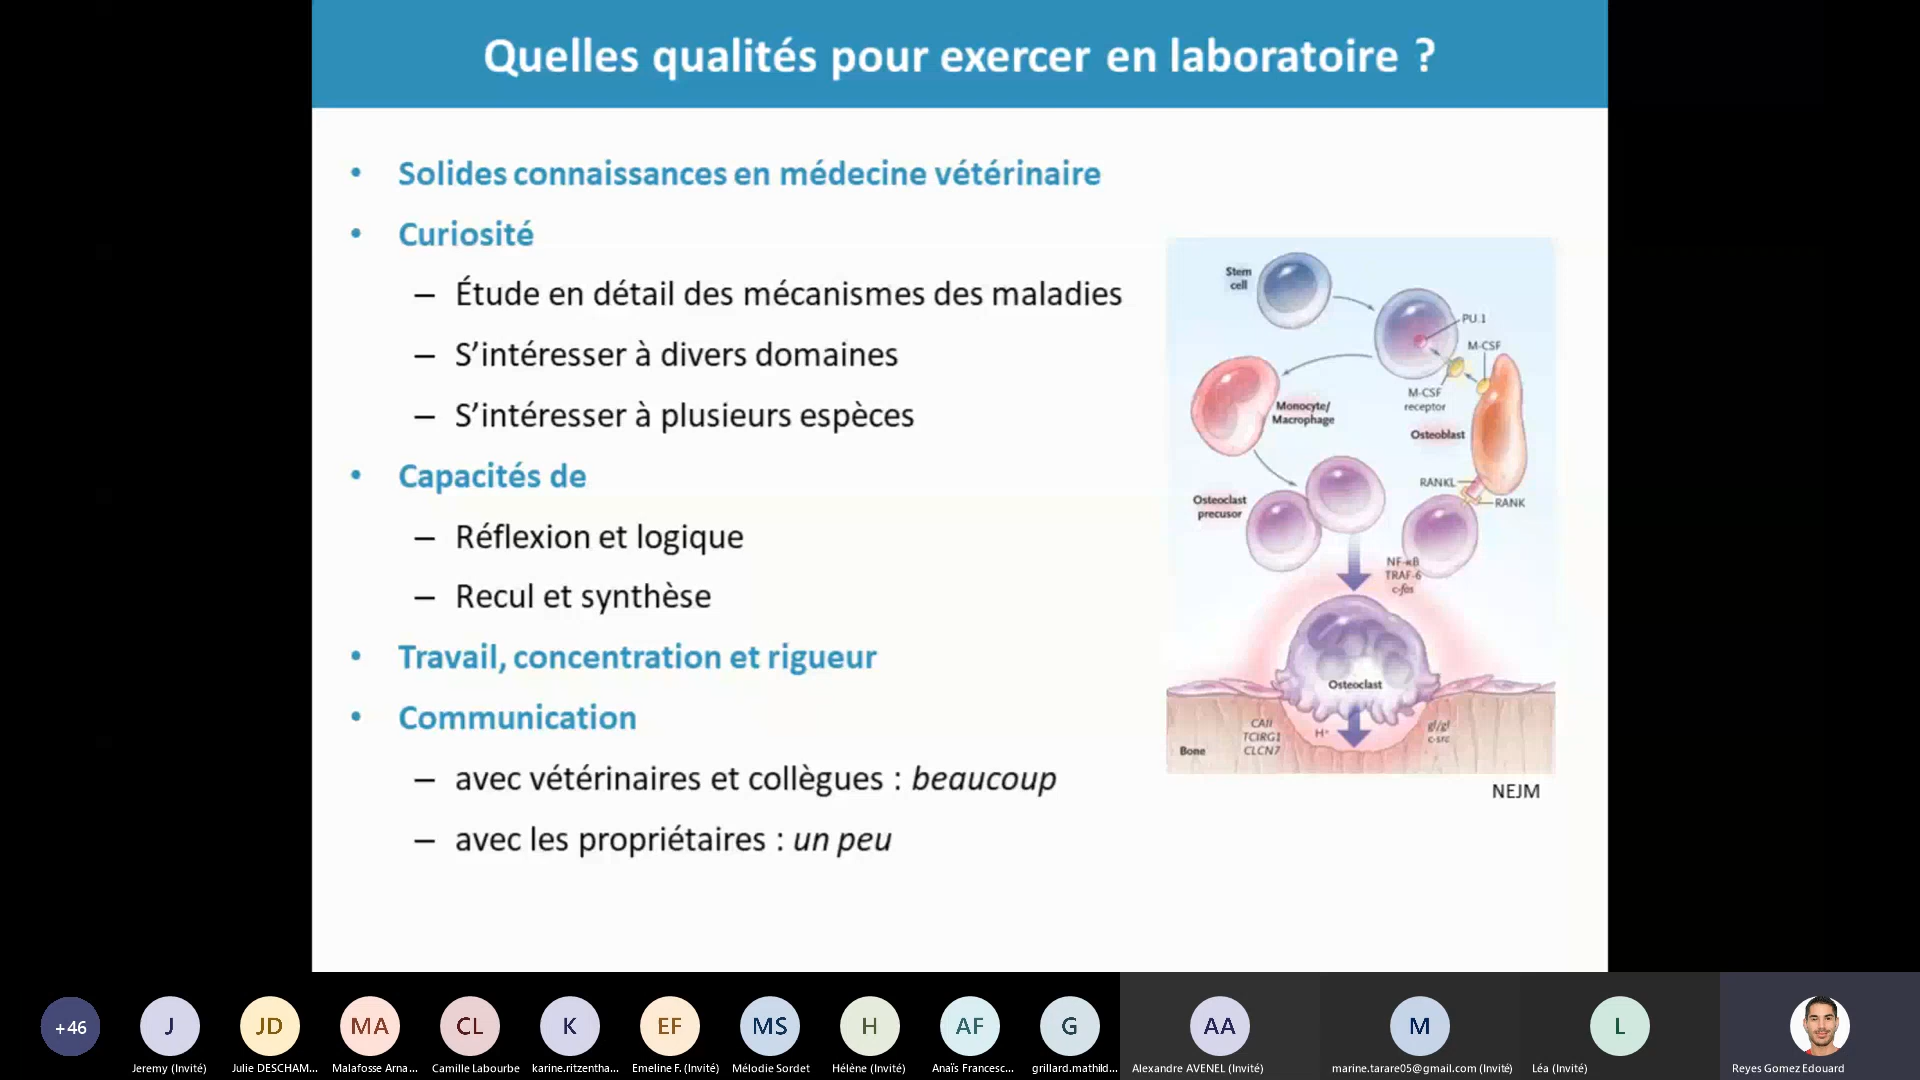 Quelles qualités pour exercer en laboratoire ?
• Solides connaissances en médecine vétérinaire
• Curiosité
– Étude en détail des mécanismes des maladies
– S’intéresser à divers domaines
– S’intéresser à plusieurs espèces
• Capacités de
– Réflexion et logique
– Recul et synthèse
• Travail, concentration et rigueur
• Communication
– avec vétérinaires et collègues : beaucoup
– avec les propriétaires : un peu
Stem
cell
PU.1
M-CSF
M-CSF
receptor
Monocyte/
Macrophage
Osteoblast
RANKL
RANK
Osteoclast
precusor
NF-κB
TRAF-6
c-fos
Osteoclast
CAII
TCIRG1
CLCN7
H+
gl/gl
c-src
Bone
NEJM
+46
J
JD
MA
CL
K
EF
MS
H
AF
G
AA
M
L
Jeremy (Invité)
Julie DESCHAM...
Malafosse Arna...
Camille Labourbe
karine.ritzentha...
Emeline F. (Invité)
Mélodie Sordet
Hélène (Invité)
Anaïs Francesc...
grillard.mathild...
Alexandre AVENEL (Invité)
marine.tarare05@gmail.com (Invité)
Léa (Invité)
Reyes Gomez Edouard